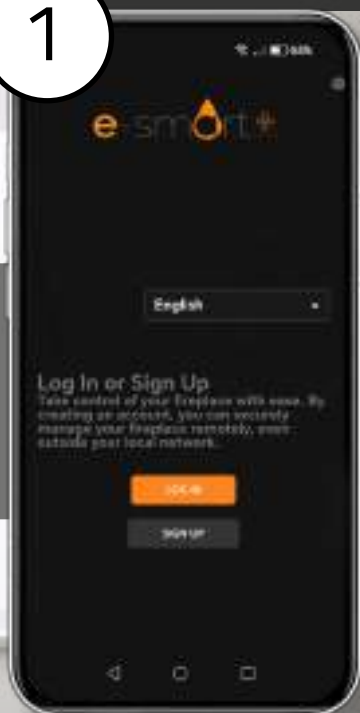 1
68%
e-smart+
English
Log In or Sign Up
Take control of your fireplace with ease. By
creating an account, you can securely
manage your fireplace remotely, even
outside your local network.
LOG IN
SIGN UP